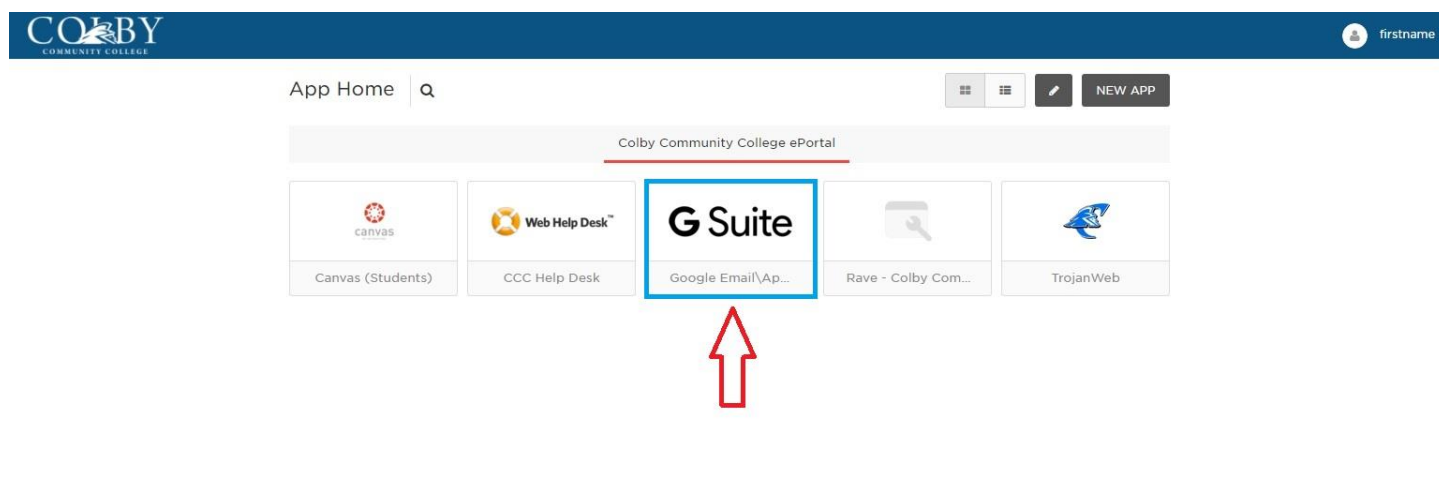 COLBY
COMMUNITY COLLEGE
firstname
App Home
NEW APP
Colby Community College ePortal
canvas
Web Help Desk™
G Suite
Canvas (Students)
CCC Help Desk
Google Email\Ap...
Rave - Colby Com...
TrojanWeb